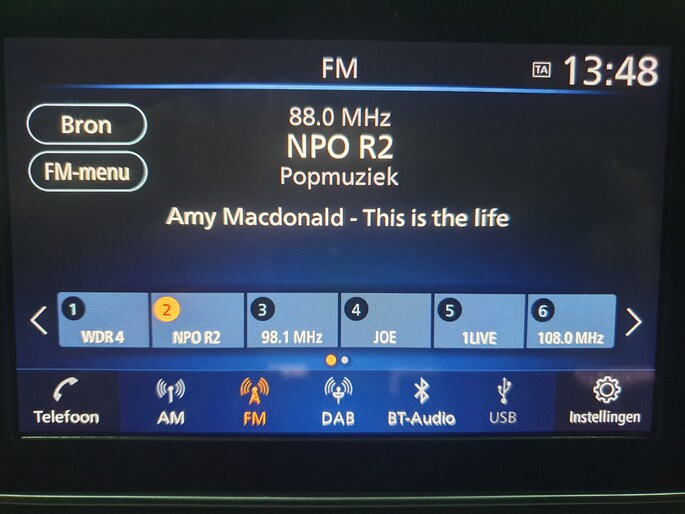 FM
TA 13:48
Bron
88.0 MHz
NPO R2
FM-menu
Popmuziek
Amy Macdonald - This is the life
1 2 3 4 5 6
WDR 4 NPO R2 98.1 MHz JOE 1LIVE 108.0 MHz
Telefoon AM FM DAB BT-Audio USB Instellingen